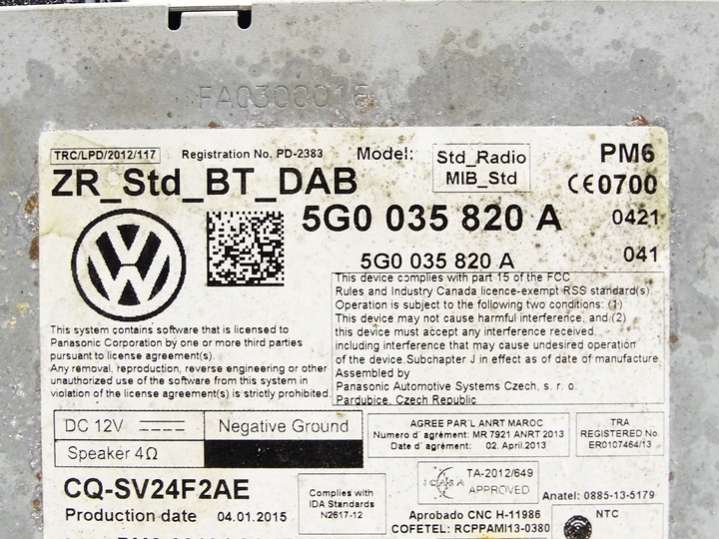 FA030801E
TRC/LPD/2012/117 Registration No. PD-2383 Model: Std_Radio MIB_Std PM6
ZR_Std_BT_DAB CE0700
5G0 035 820 A 0421
5G0 035 820 A 041
This device complies with part 15 of the FCC
Rules and Industry Canada licence-exempt RSS standard(s).
Operation is subject to the following two conditions: (1)
This device may not cause harmful interference, and (2)
this device must accept any interference received,
including interference that may cause undesired operation
of the device.Subchapter J in effect as of date of manufacture.
Assembled by
Panasonic Automotive Systems Czech, s. r. o.
Pardubice, Czech Republic
This system contains software that is licensed to
Panasonic Corporation by one or more third parties
pursuant to license agreement(s).
Any removal, reproduction, reverse engineering or other
unauthorized use of the software from this system in
violation of the license agreement(s) is strictly prohibited.
DC 12V Negative Ground
Speaker 4Ω
AGREE PAR L'ANRT MAROC
Numero d'agrément: MR 7921 ANRT 2013
Date d'agrément: 02. April.2013
TRA
REGISTERED No
ER0107464/13
CQ-SV24F2AE
Production date 04.01.2015
Complies with
IDA Standards
N2617-12
ICASA TA-2012/649
APPROVED
Anatel: 0885-13-5179
Aprobado CNC H-11986
COFETEL: RCPPAMI13-0380
NTC